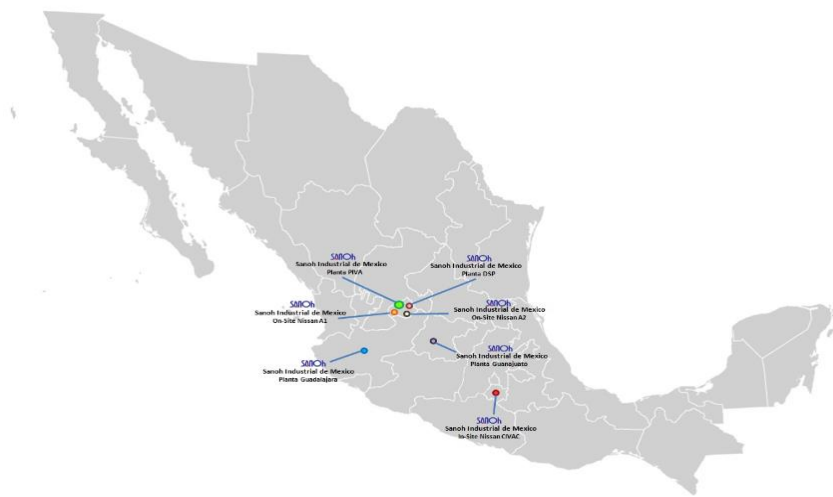 SANOh
Sanoh Industrial de Mexico
Planta PIVA
SANOh
Sanoh Industrial de Mexico
Planta DSP
SANOh
Sanoh Industrial de Mexico
On-Site Nissan A1
SANOh
Sanoh Industrial de Mexico
On-Site Nissan A2
SANOh
Sanoh Industrial de Mexico
Planta Guadalajara
SANOh
Sanoh Industrial de Mexico
Planta Guanajuato
SANOh
Sanoh Industrial de Mexico
In-Site Nissan CIVAC